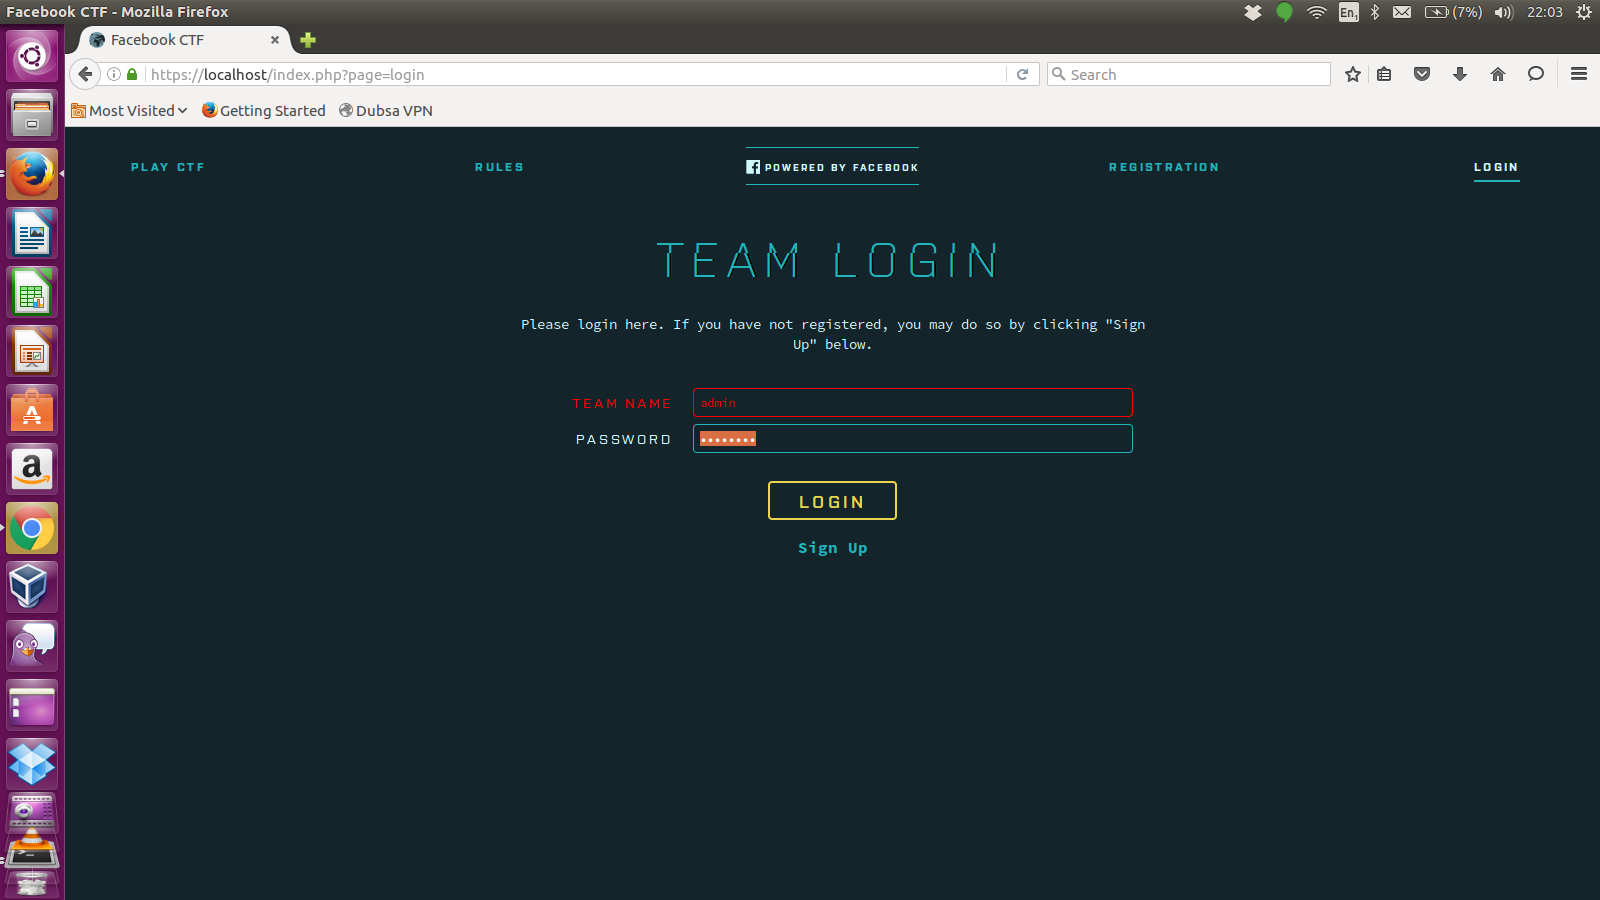 Facebook CTF - Mozilla Firefox
En1 (7%) 22:03
Facebook CTF
https://localhost/index.php?page=login
Search
Most Visited Getting Started Dubsa VPN
PLAY CTF RULES POWERED BY FACEBOOK REGISTRATION LOGIN
TEAM LOGIN
Please login here. If you have not registered, you may do so by clicking "Sign
Up" below.
TEAM NAME admin
PASSWORD ••••••••
LOGIN
Sign Up